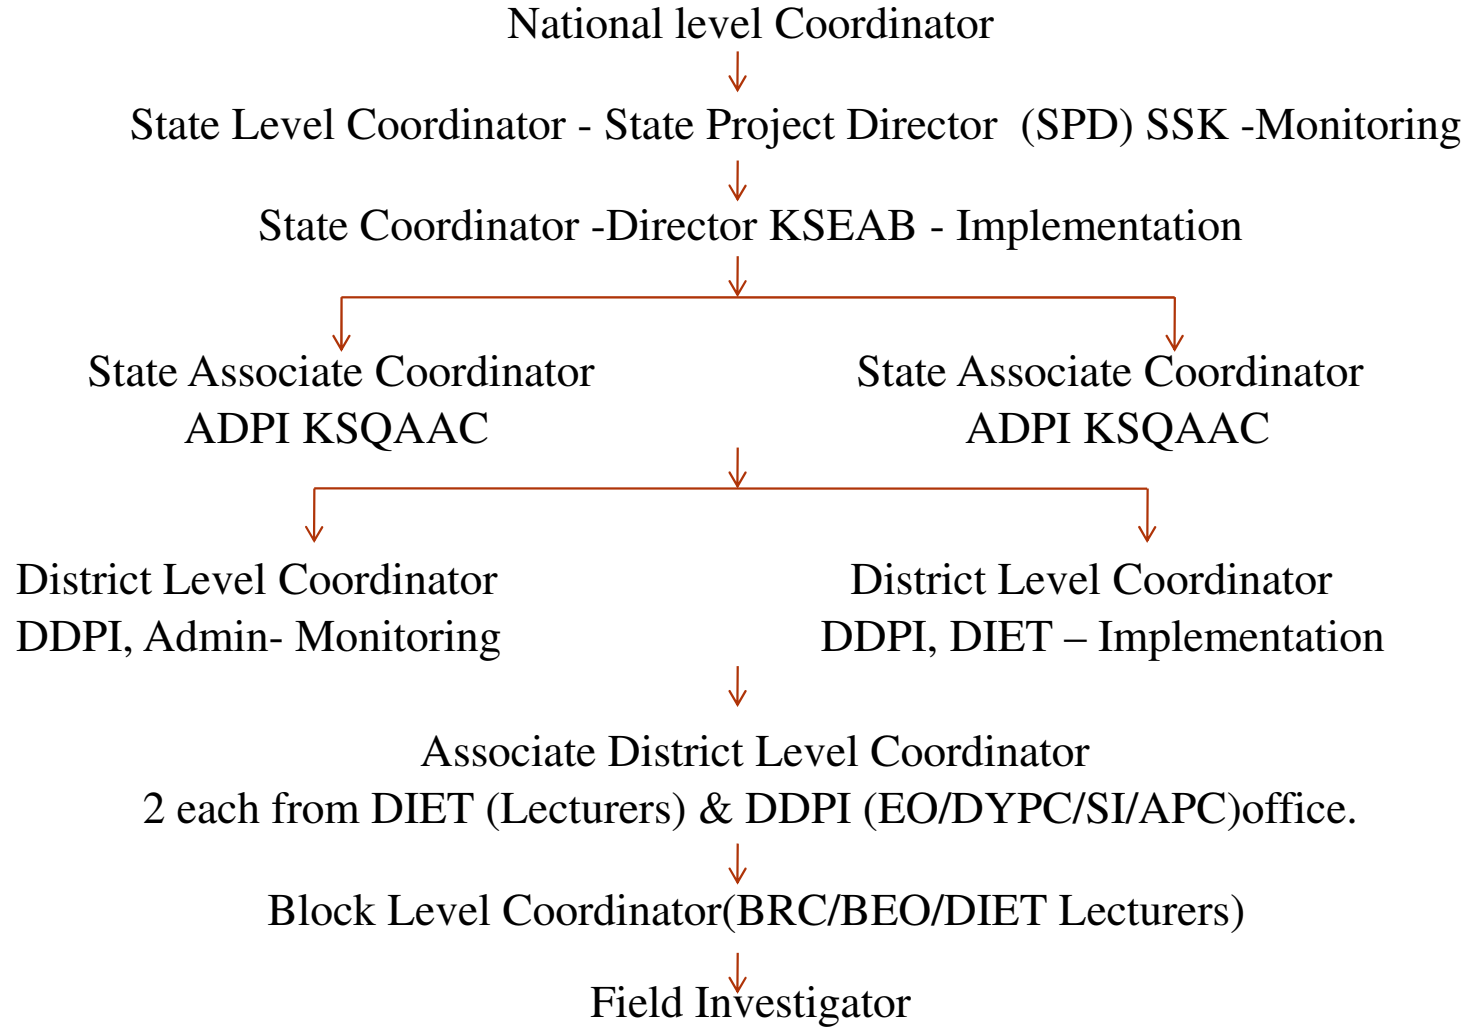 National level Coordinator
State Level Coordinator - State Project Director (SPD) SSK -Monitoring
State Coordinator -Director KSEAB - Implementation
State Associate Coordinator
ADPI KSQAAC
State Associate Coordinator
ADPI KSQAAC
District Level Coordinator
DDPI, Admin- Monitoring
District Level Coordinator
DDPI, DIET – Implementation
Associate District Level Coordinator
2 each from DIET (Lecturers) & DDPI (EO/DYPC/SI/APC)office.
Block Level Coordinator(BRC/BEO/DIET Lecturers)
Field Investigator